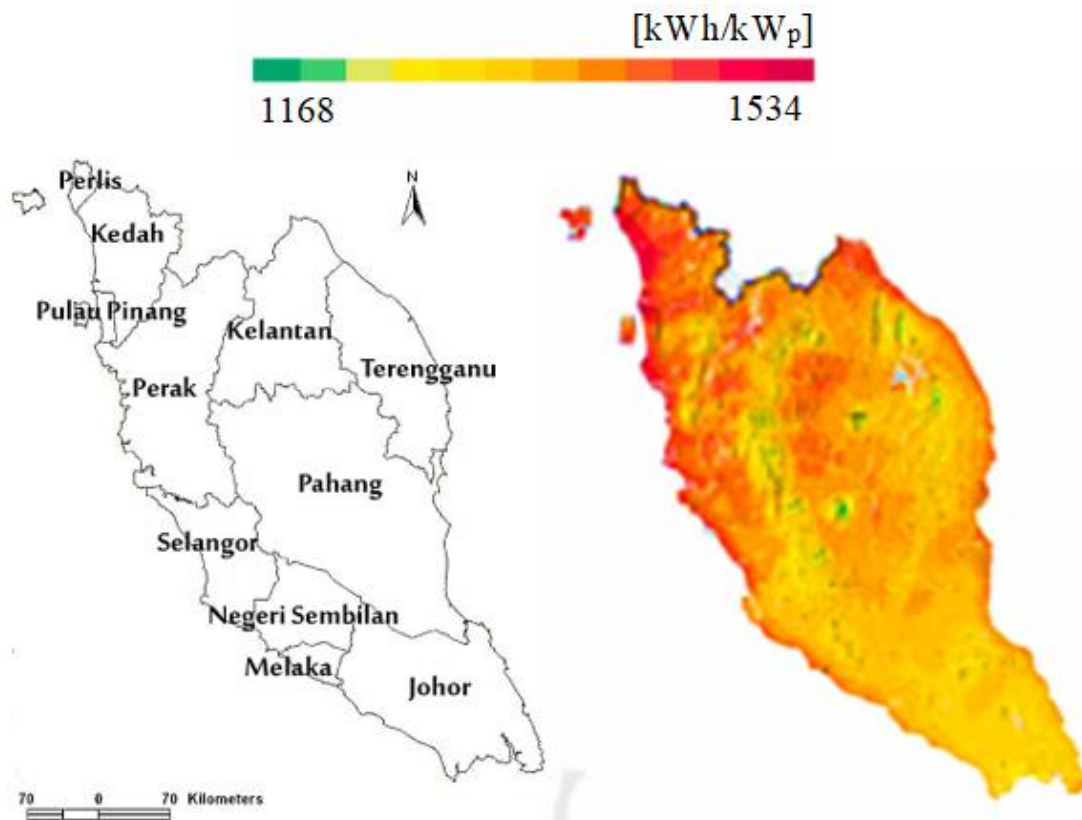 [kWh/kWp]
1168 1534
N
Perlis
Kedah
Pulau Pinang
Kelantan
Terengganu
Perak
Pahang
Selangor
Negeri Sembilan
Melaka
Johor
70 0 70 Kilometers